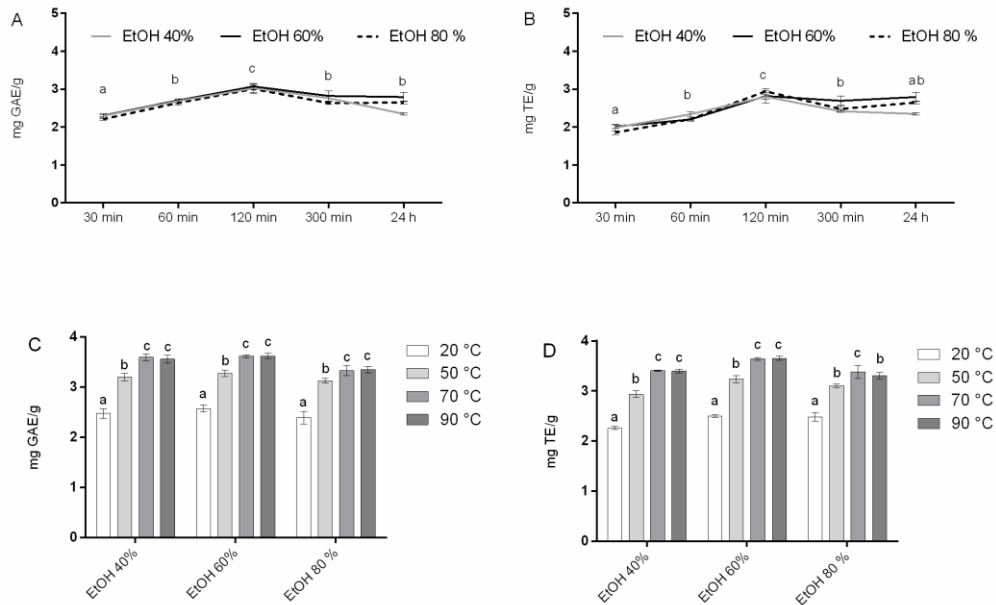 A
EtOH 40% EtOH 60% EtOH 80 %
5
4
3
2
1
0
mg GAE/g
a b c b b
30 min 60 min 120 min 300 min 24 h
B
EtOH 40% EtOH 60% EtOH 80 %
5
4
3
2
1
0
mg TE/g
a b c b ab
30 min 60 min 120 min 300 min 24 h
C
4
3
2
1
0
mg GAE/g
a b c c a b c c a b c c
EtOH 40% EtOH 60% EtOH 80 %
20 °C
50 °C
70 °C
90 °C
D
4
3
2
1
0
mg TE/g
a b c c a b c c a b c b
EtOH 40% EtOH 60% EtOH 80 %
20 °C
50 °C
70 °C
90 °C